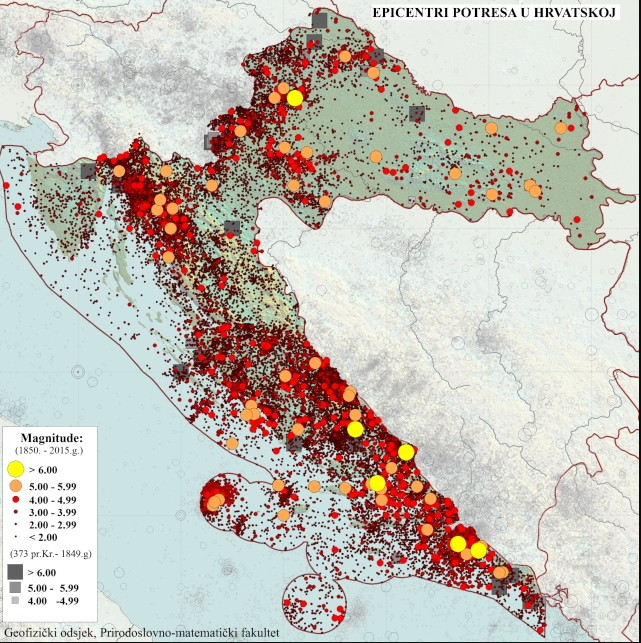 EPICENTRI POTRESA U HRVATSKOJ
Magnitude:
(1850. - 2015.g.)
> 6.00
5.00 - 5.99
4.00 - 4.99
3.00 - 3.99
2.00 - 2.99
< 2.00
(373 pr.Kr.- 1849.g)
> 6.00
5.00 - 5.99
4.00 -4.99
Geofizički odsjek, Prirodoslovno-matematički fakultet